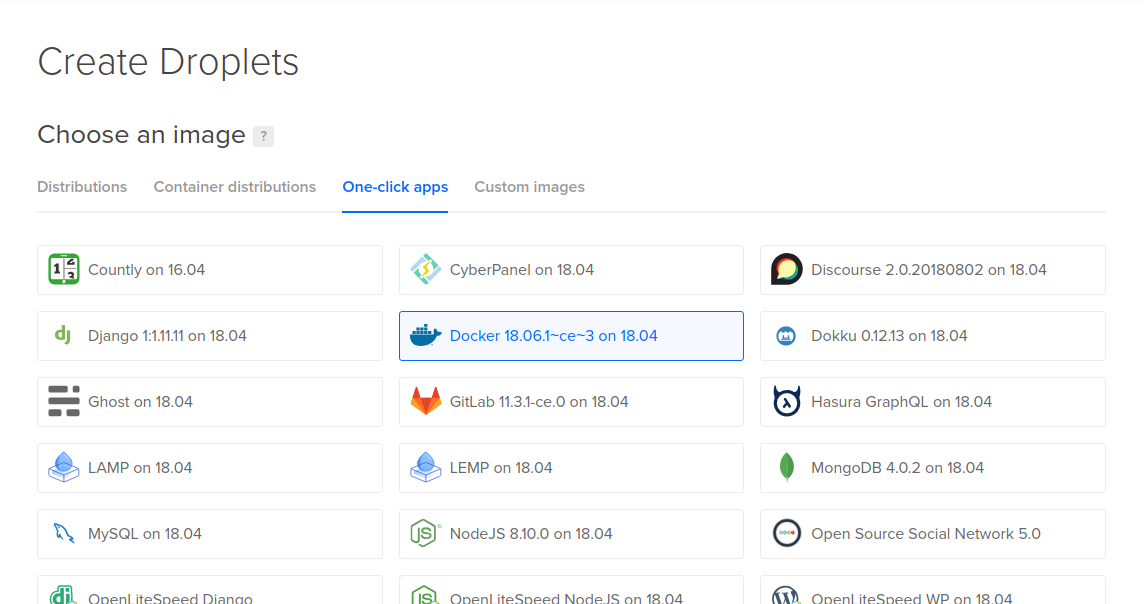 Create Droplets
Choose an image ?
Distributions Container distributions One-click apps Custom images
Countly on 16.04 CyberPanel on 18.04 Discourse 2.0.20180802 on 18.04
dj Django 1:1.11.11 on 18.04 Docker 18.06.1~ce~3 on 18.04 Dokku 0.12.13 on 18.04
Ghost on 18.04 GitLab 11.3.1-ce.0 on 18.04 Hasura GraphQL on 18.04
LAMP on 18.04 LEMP on 18.04 MongoDB 4.0.2 on 18.04
MySQL on 18.04 JS NodeJS 8.10.0 on 18.04 Open Source Social Network 5.0
dj OpenLiteSpeed Django JS OpenLiteSpeed NodeJS on 18.04 OpenLiteSpeed WP on 18.04